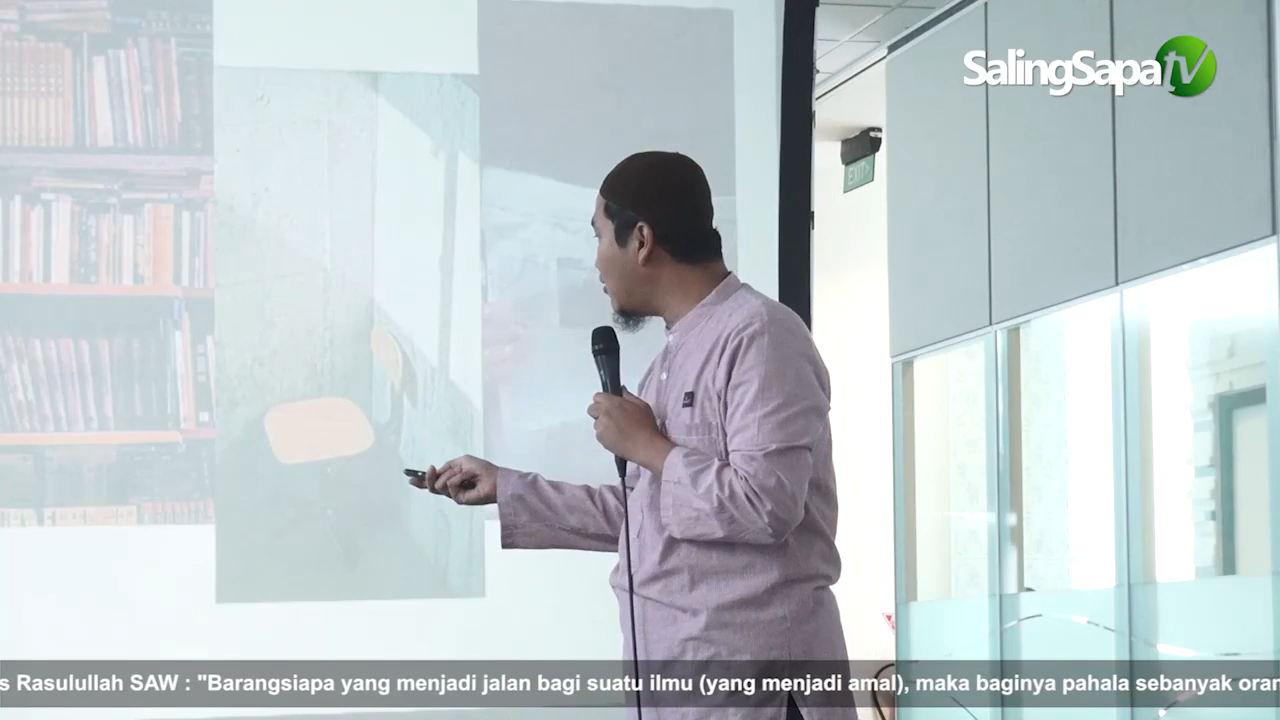 SalingSapa tv
EXIT
s Rasulullah SAW : "Barangsiapa yang menjadi jalan bagi suatu ilmu (yang menjadi amal), maka baginya pahala sebanyak oran